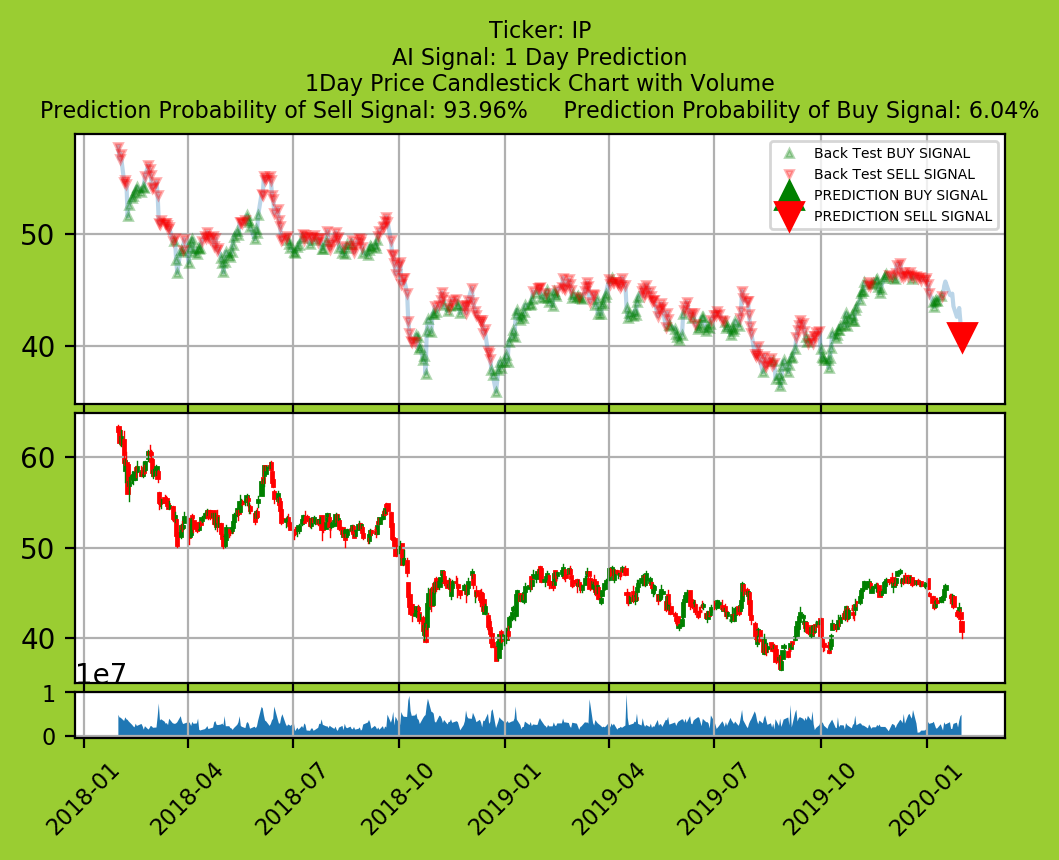 Ticker: IP
AI Signal: 1 Day Prediction
1Day Price Candlestick Chart with Volume
Prediction Probability of Sell Signal: 93.96%     Prediction Probability of Buy Signal: 6.04%
Back Test BUY SIGNAL
Back Test SELL SIGNAL
PREDICTION BUY SIGNAL
PREDICTION SELL SIGNAL
50
40
60
50
40
1e7
1
0
2018-01
2018-04
2018-07
2018-10
2019-01
2019-04
2019-07
2019-10
2020-01